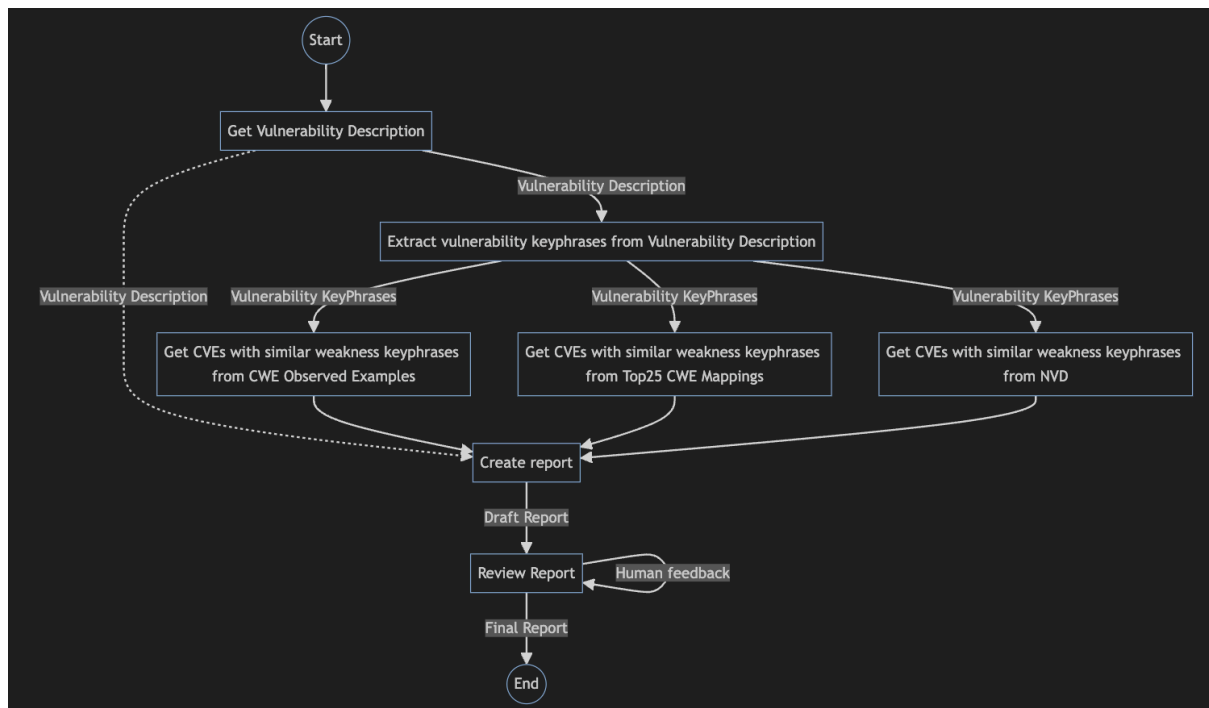 Start
Get Vulnerability Description
Vulnerability Description
Extract vulnerability keyphrases from Vulnerability Description
Vulnerability Description
Vulnerability KeyPhrases
Vulnerability KeyPhrases
Vulnerability KeyPhrases
Get CVEs with similar weakness keyphrases
from CWE Observed Examples
Get CVEs with similar weakness keyphrases
from Top25 CWE Mappings
Get CVEs with similar weakness keyphrases
from NVD
Create report
Draft Report
Review Report
Human feedback
Final Report
End